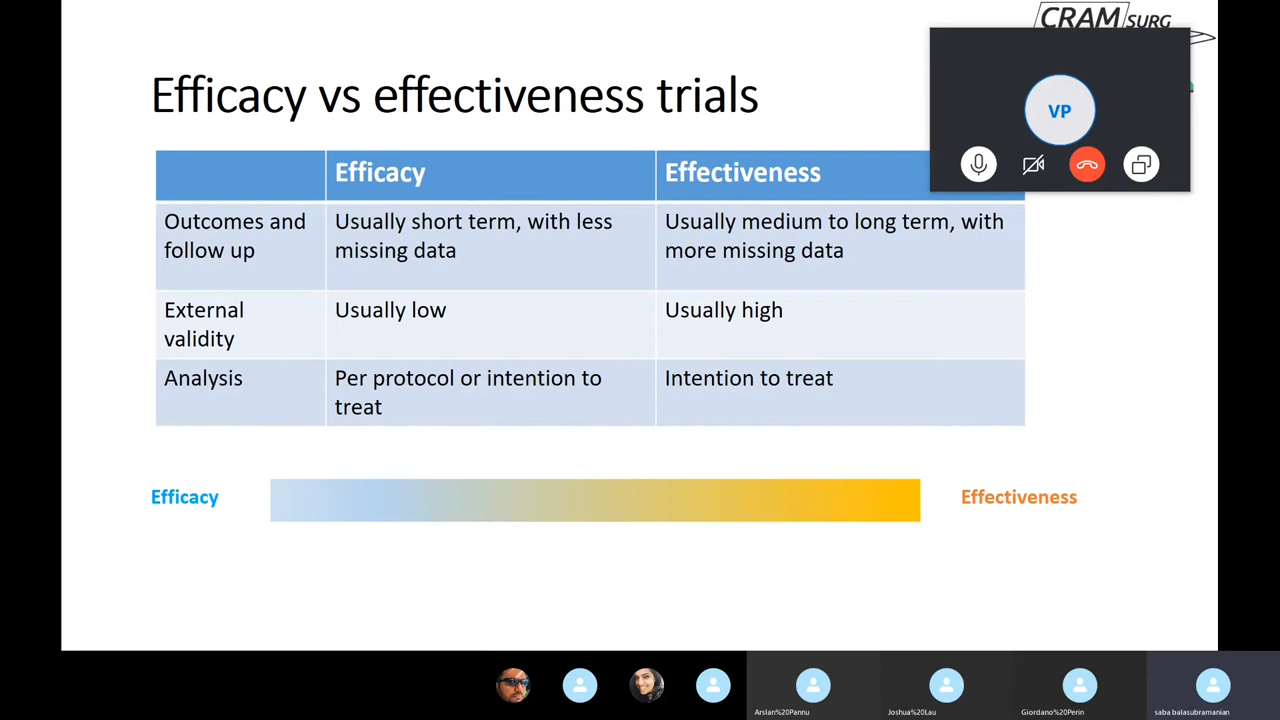 CRAMSURG
Efficacy vs effectiveness trials
VP
Efficacy
Effectiveness
Outcomes and
follow up
Usually short term, with less
missing data
Usually medium to long term, with
more missing data
External
validity
Usually low
Usually high
Analysis
Per protocol or intention to
treat
Intention to treat
Efficacy
Effectiveness
Arslan%20Pannu
Joshua%20Lau
Giordano%20Perin
saba balasubramanian